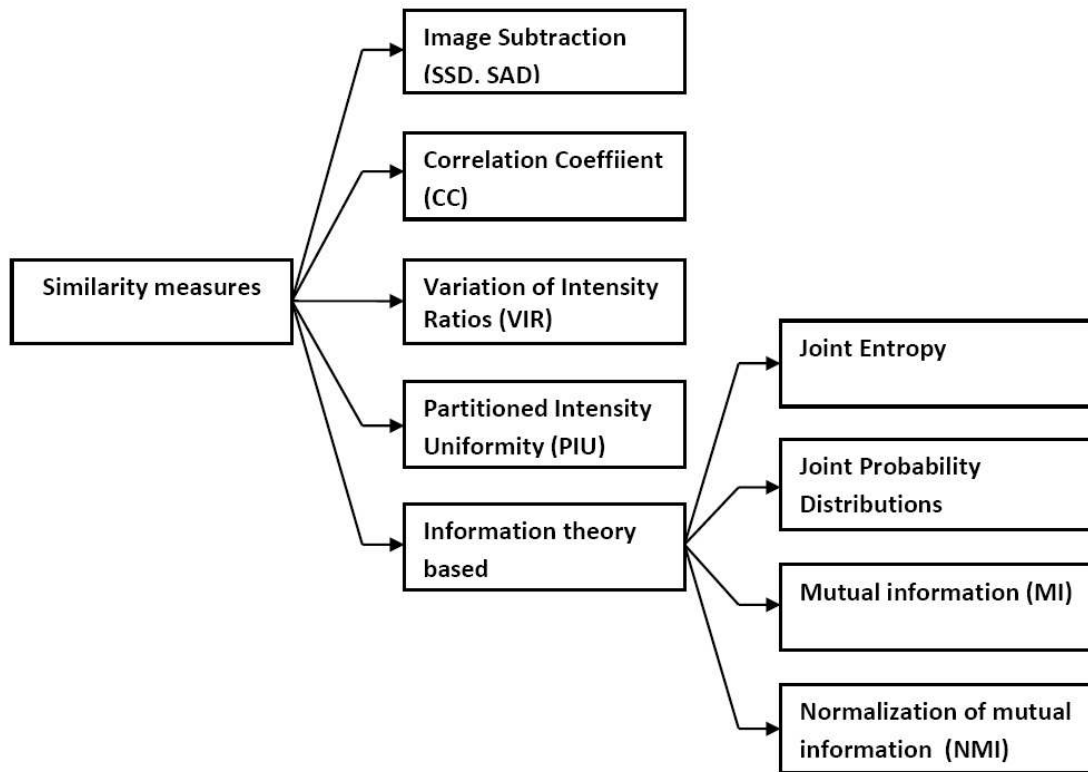 Image Subtraction
(SSD. SAD)
Correlation Coeffiient
(CC)
Similarity measures
Variation of Intensity
Ratios (VIR)
Partitioned Intensity
Uniformity (PIU)
Information theory
based
Joint Entropy
Joint Probability
Distributions
Mutual information (MI)
Normalization of mutual
information (NMI)